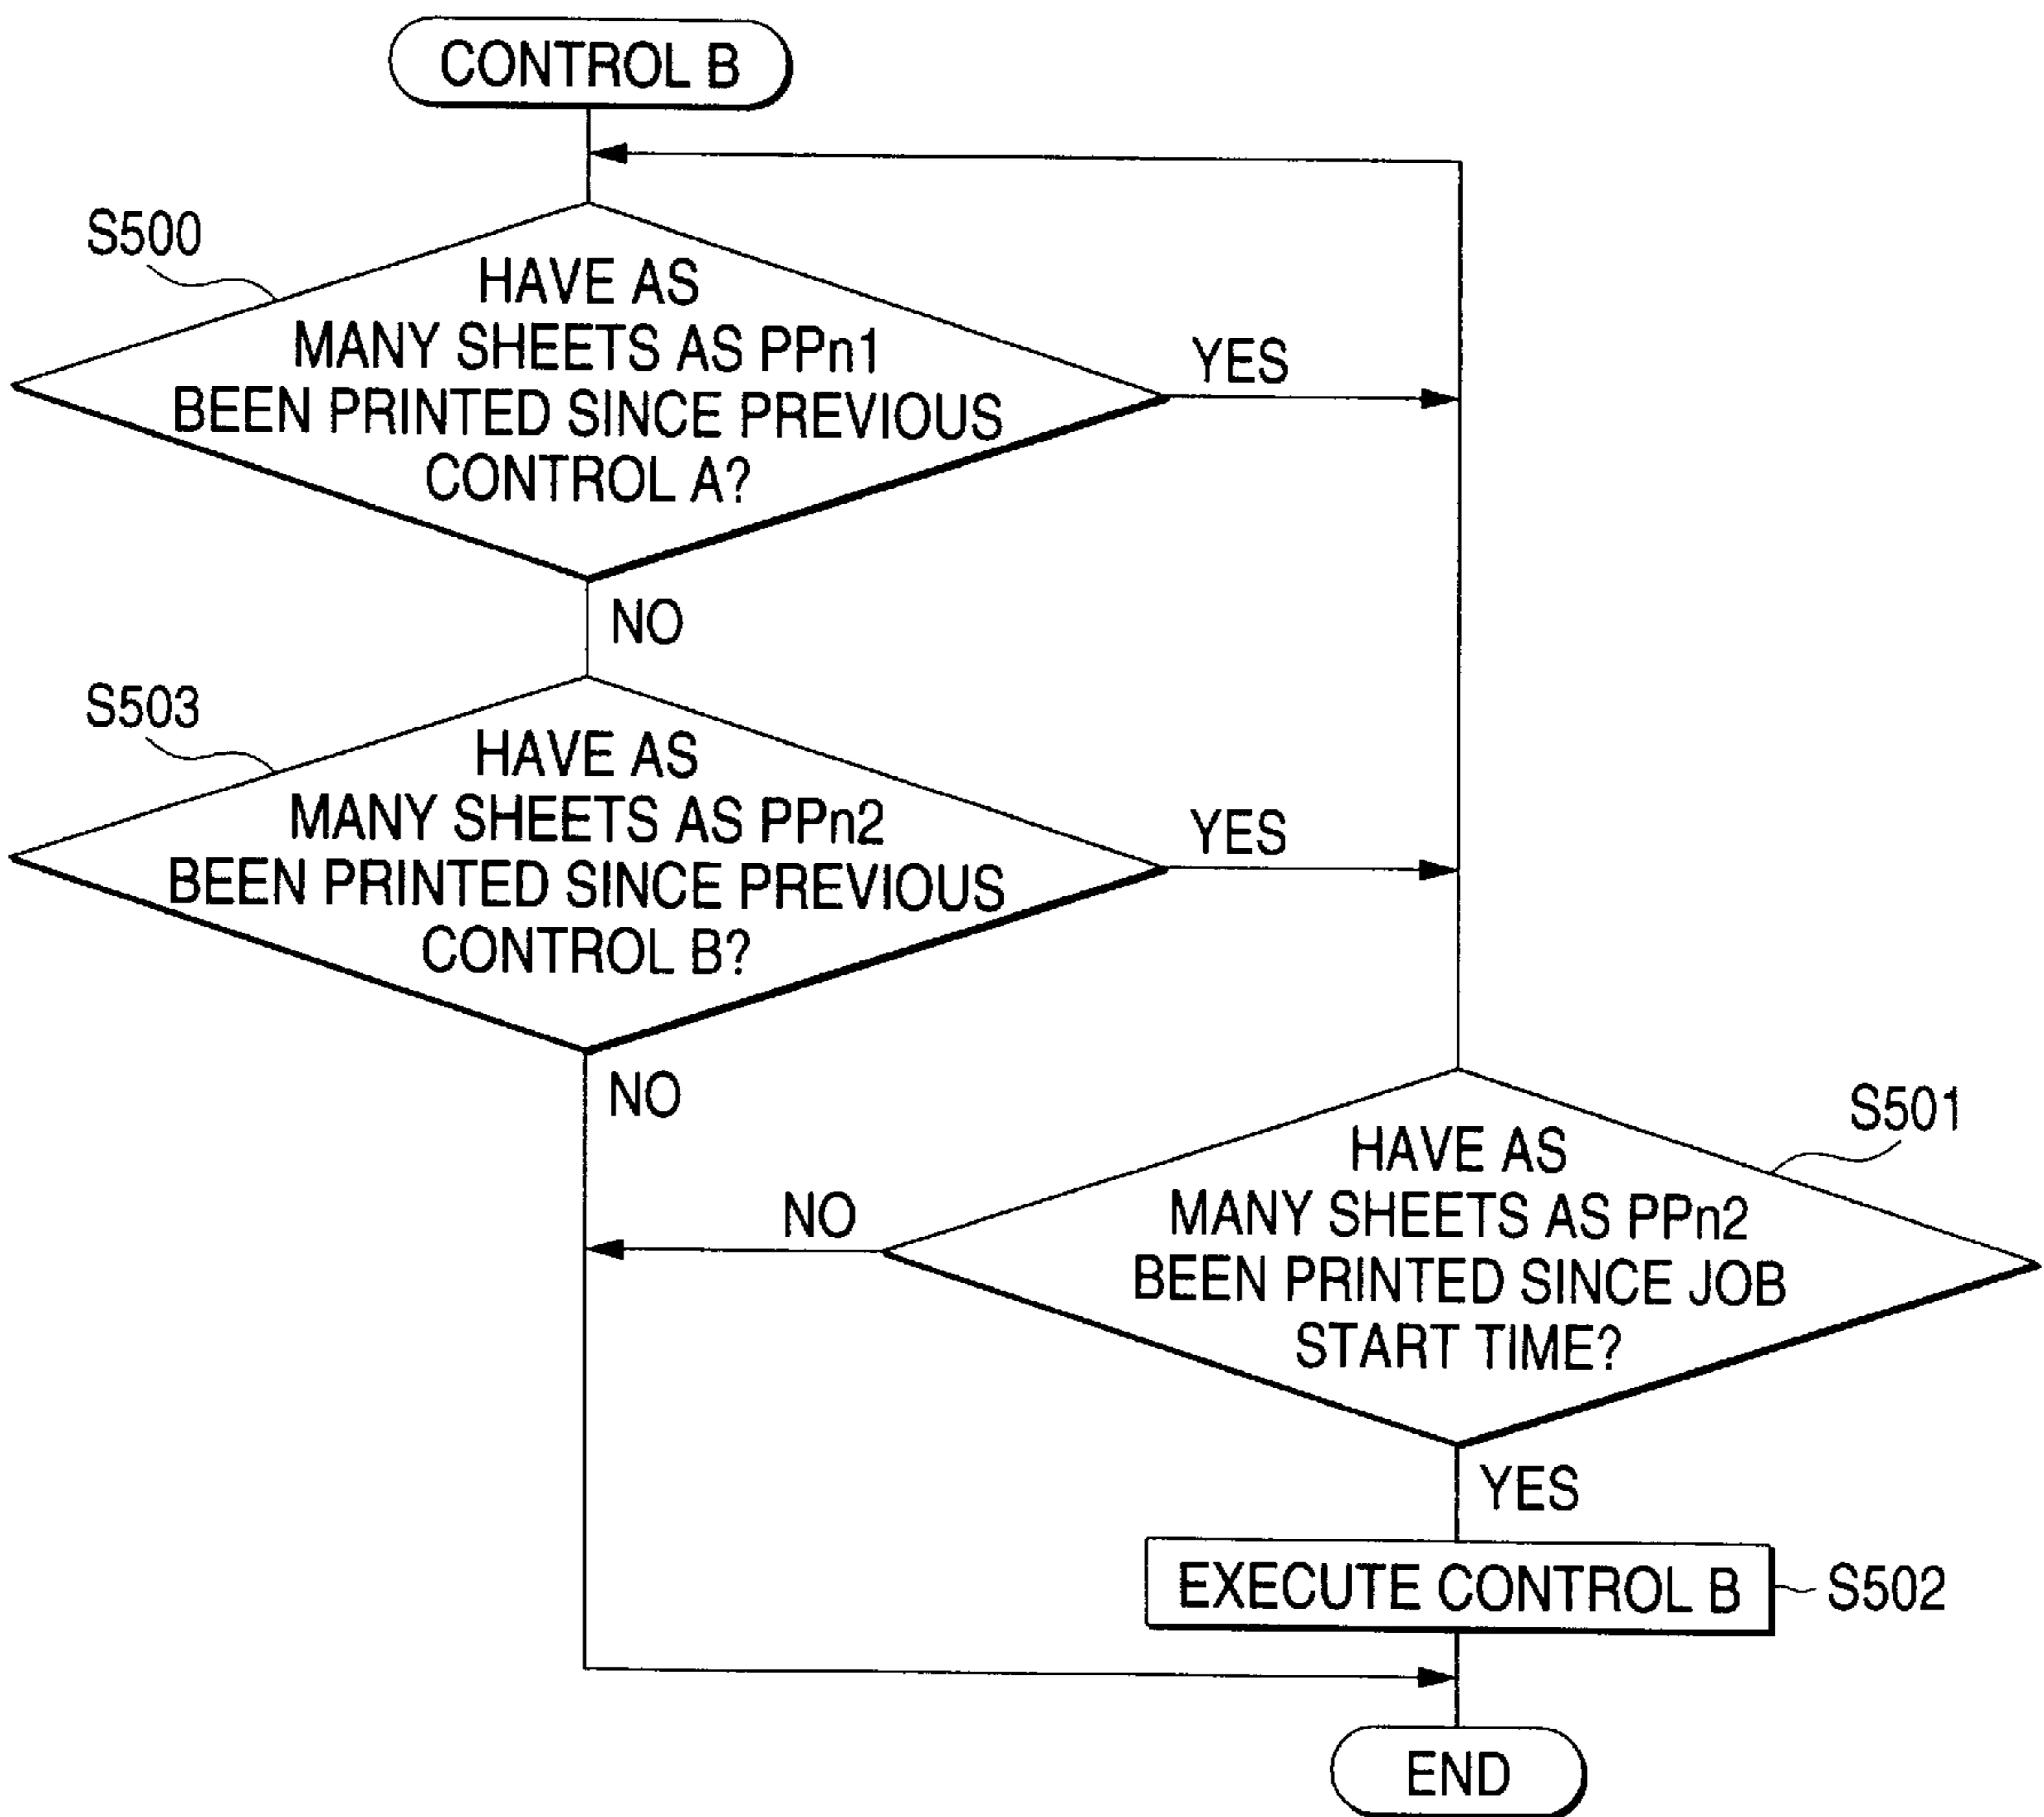 CONTROL B
S500
HAVE AS
MANY SHEETS AS PPn1
BEEN PRINTED SINCE PREVIOUS
CONTROL A?
YES
NO
S503
HAVE AS
MANY SHEETS AS PPn2
BEEN PRINTED SINCE PREVIOUS
CONTROL B?
YES
NO
S501
HAVE AS
MANY SHEETS AS PPn2
BEEN PRINTED SINCE JOB
START TIME?
NO
YES
EXECUTE CONTROL B
S502
END